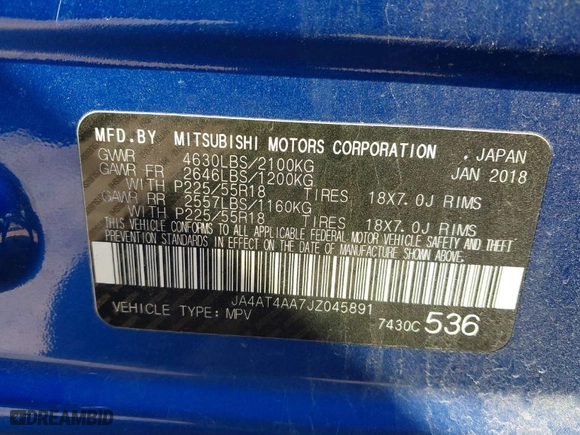 MFD.BY MITSUBISHI MOTORS CORPORATION . JAPAN
GVWR 4630LBS/2100KG JAN 2018
GAWR FR 2646LBS/1200KG
WITH P225/55R18 TIRES 18X7.0J RIMS
GAWR RR 2557LBS/1160KG
WITH P225/55R18 TIRES 18X7.0J RIMS
THIS VEHICLE CONFORMS TO ALL APPLICABLE FEDERAL MOTOR VEHICLE SAFETY AND THEFT
PREVENTION STANDARDS IN EFFECT ON THE DATE OF MANUFACTURE SHOWN ABOVE.
JA4AT4AA7JZ045891
VEHICLE TYPE: MPV 7430C 536
DREAMBID